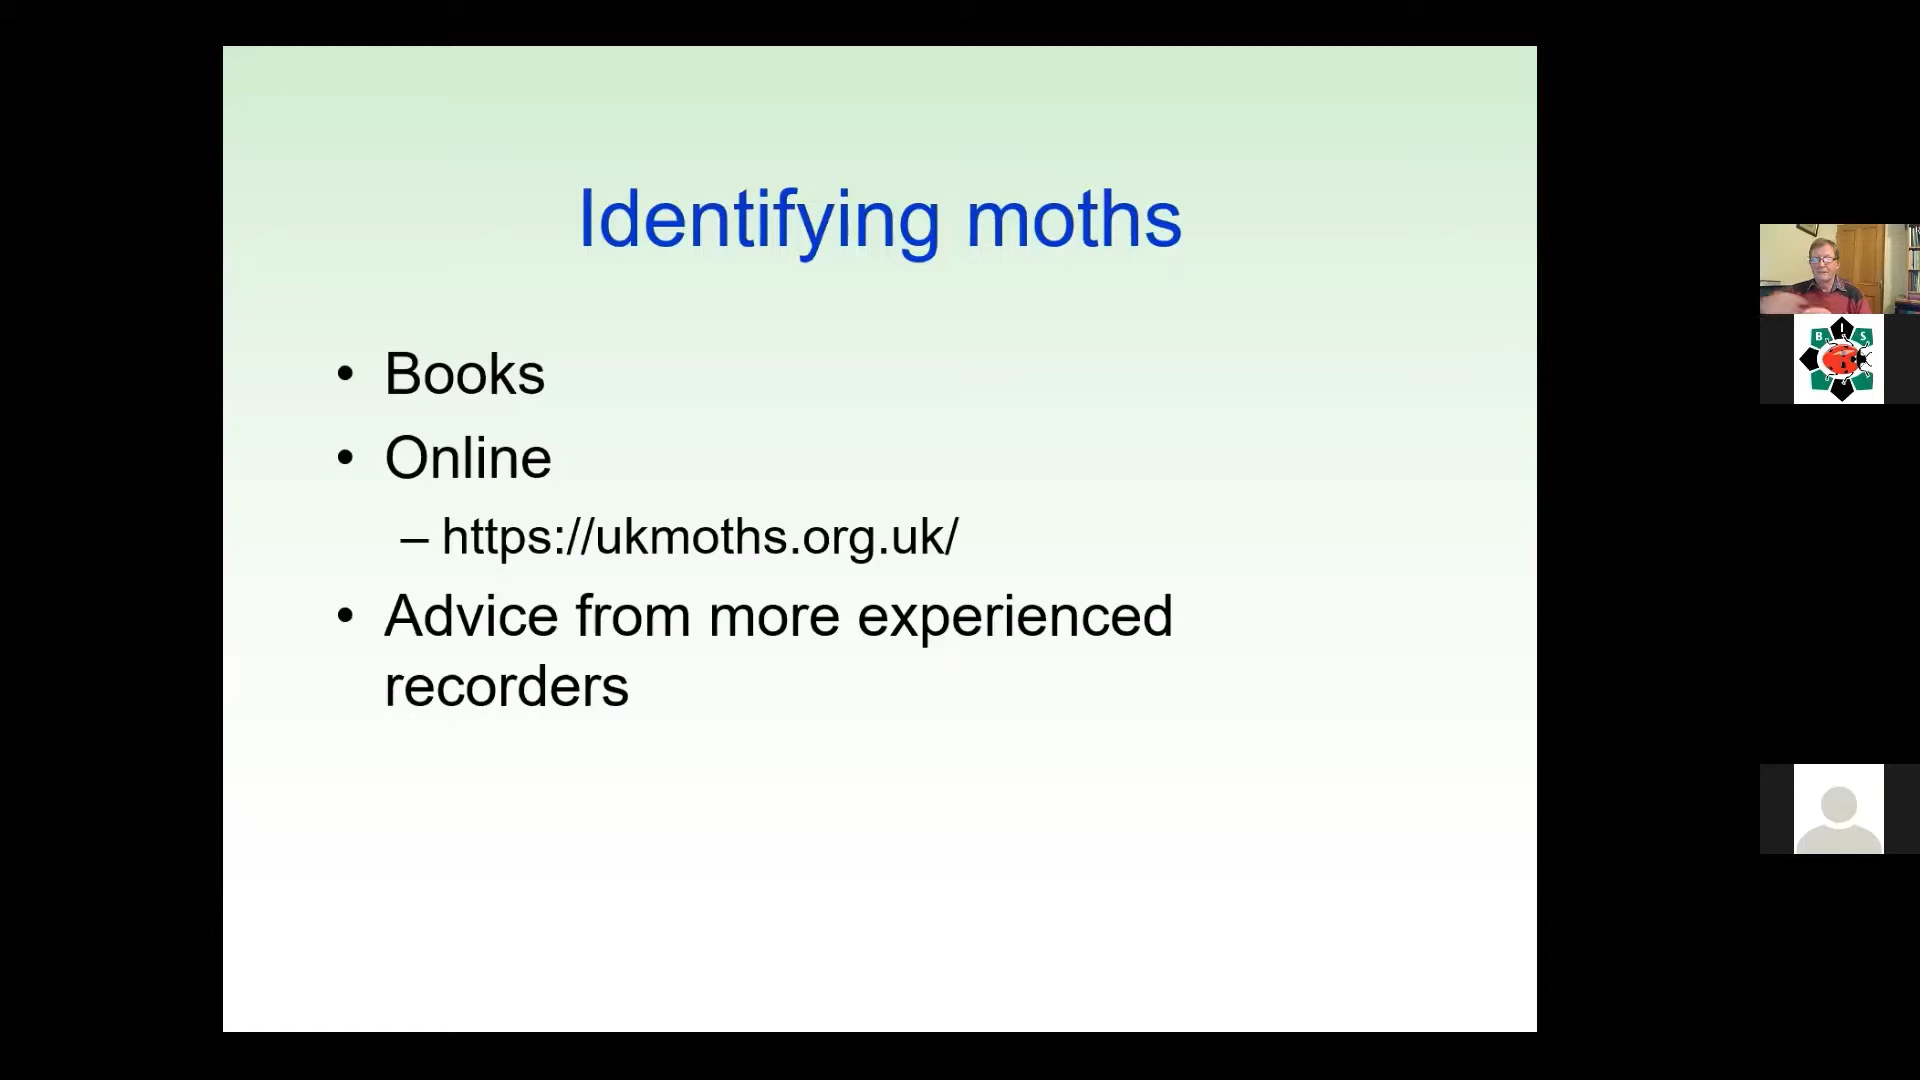 Identifying moths
• Books
• Online
– https://ukmoths.org.uk/
• Advice from more experienced
recorders
B I S